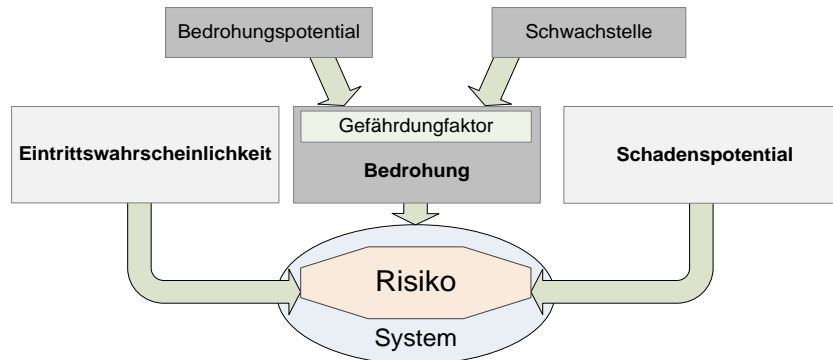 Bedrohungspotential
Schwachstelle
Gefährdungfaktor
Eintrittswahrscheinlichkeit
Bedrohung
Schadenspotential
Risiko
System